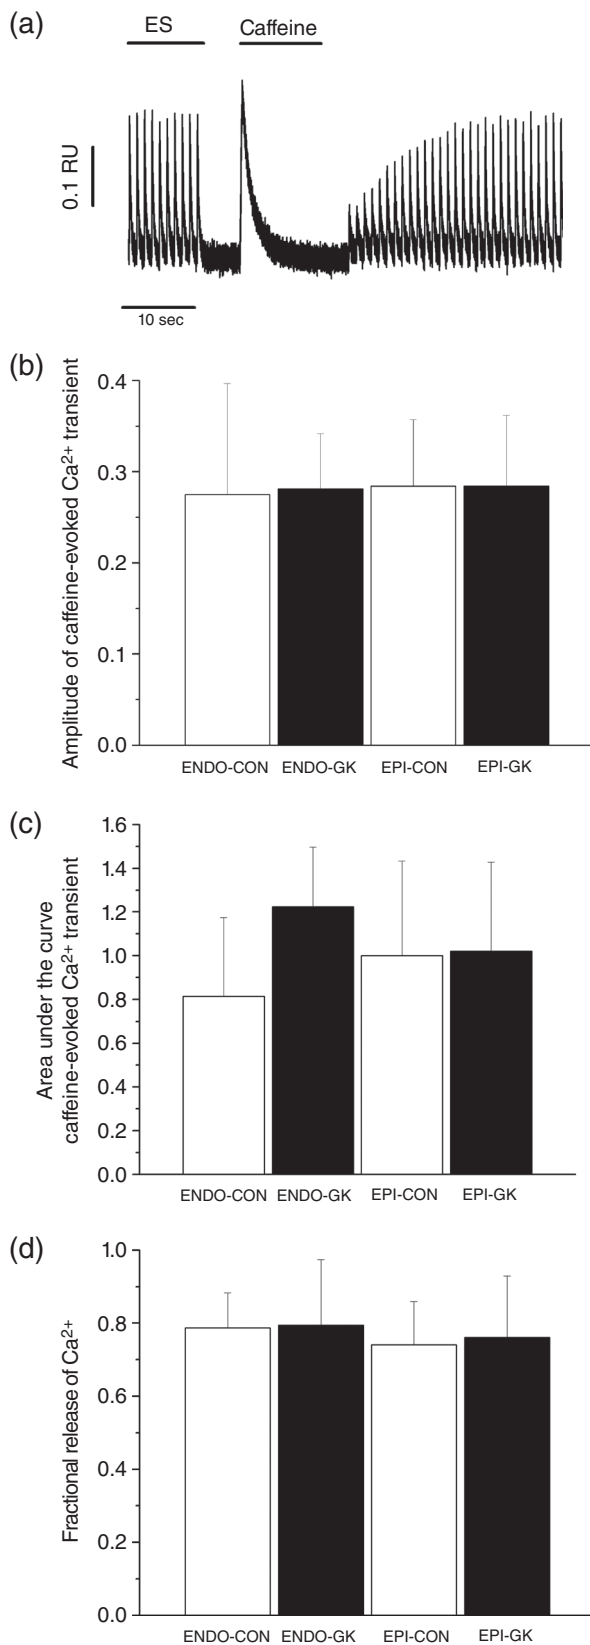 (a)
ES
Caffeine
0.1 RU
10 sec
(b)
Amplitude of caffeine-evoked Ca²⁺ transient
0.4
0.3
0.2
0.1
0.0
ENDO-CON ENDO-GK EPI-CON EPI-GK
(c)
Area under the curve
caffeine-evoked Ca²⁺ transient
1.6
1.4
1.2
1.0
0.8
0.6
0.4
0.2
0.0
ENDO-CON ENDO-GK EPI-CON EPI-GK
(d)
Fractional release of Ca²⁺
1.0
0.8
0.6
0.4
0.2
0.0
ENDO-CON ENDO-GK EPI-CON EPI-GK